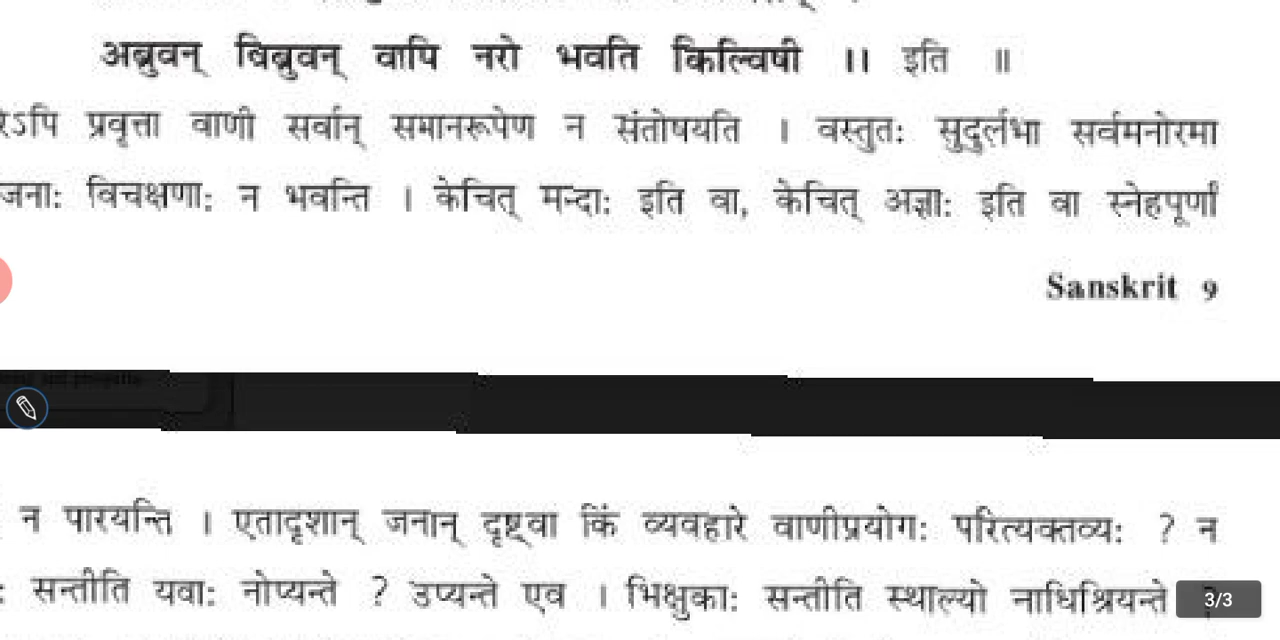 अब्रुवन् विब्रुवन् वापि नरो भवति किल्विषी ।। इति ॥
रेऽपि प्रवृत्ता वाणी सर्वान् समानरूपेण न संतोषयति । वस्तुत: सुदुर्लभा सर्वमनोरमा
जना: विचक्षणा: न भवन्ति । केचित् मन्दा: इति वा, केचित् अज्ञा: इति वा स्नेहपूर्णां
Sanskrit 9
न पारयन्ति । एतादृशान् जनान् दृष्ट्वा किं व्यवहारे वाणीप्रयोग: परित्यक्तव्य: ? न
: सन्तीति यवा: नोप्यन्ते ? उप्यन्ते एव । भिक्षुका: सन्तीति स्थाल्यो नाधिश्रियन्ते
3/3